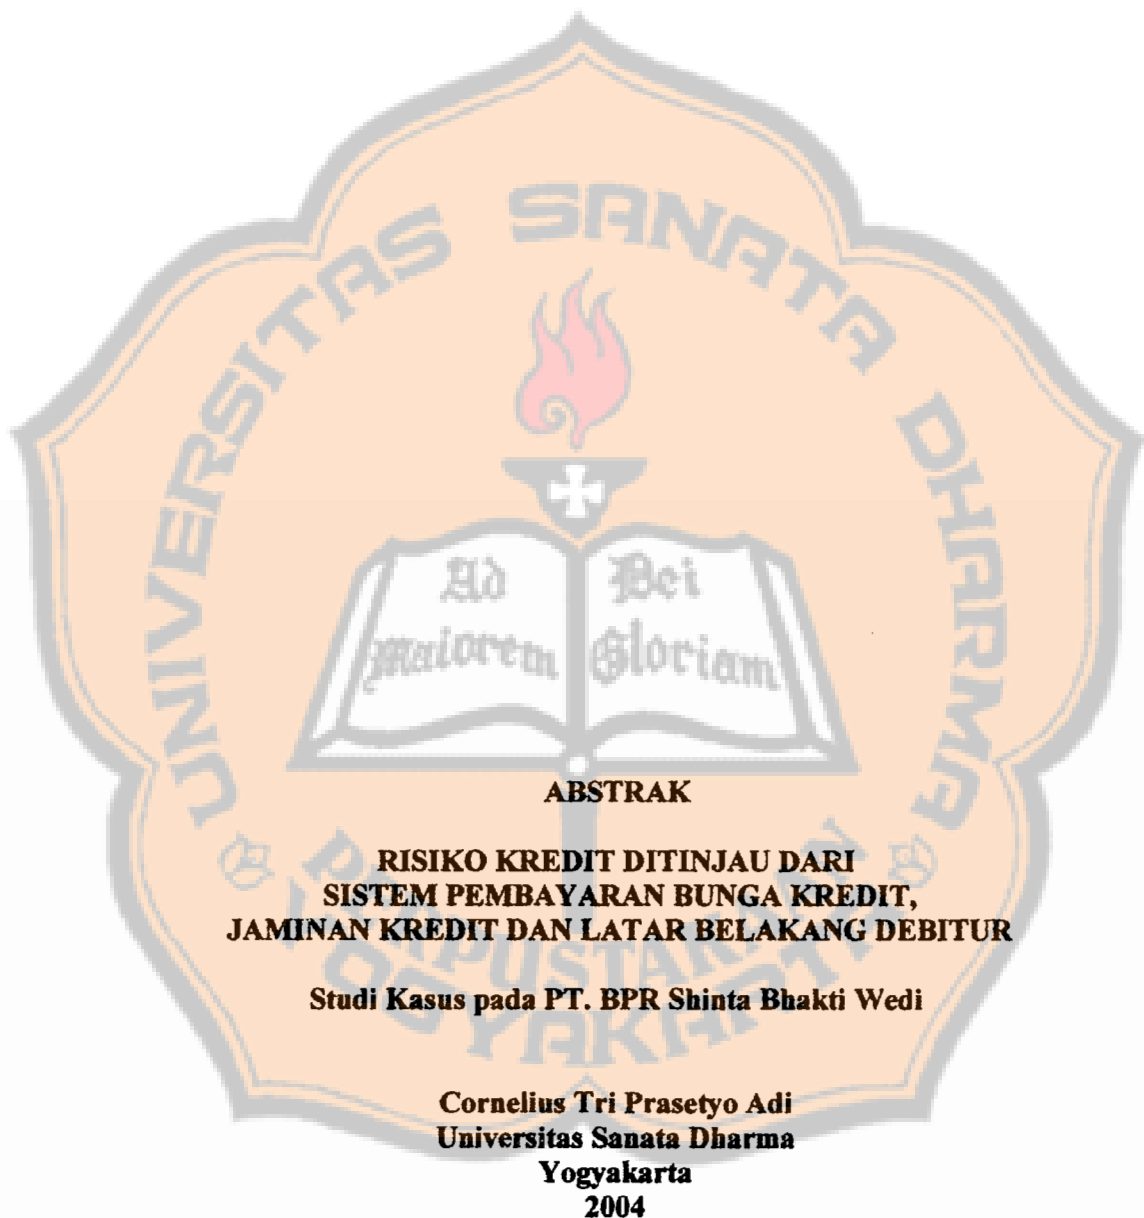 UNIVERSITAS SANATA DHARMA
Ad Dei
Maiorem Gloriam
ABSTRAK
RISIKO KREDIT DITINJAU DARI
SISTEM PEMBAYARAN BUNGA KREDIT,
JAMINAN KREDIT DAN LATAR BELAKANG DEBITUR
PERPUSTAKAAN
Studi Kasus pada PT. BPR Shinta Bhakti Wedi
YOGYAKARTA
Cornelius Tri Prasetyo Adi
Universitas Sanata Dharma
Yogyakarta
2004